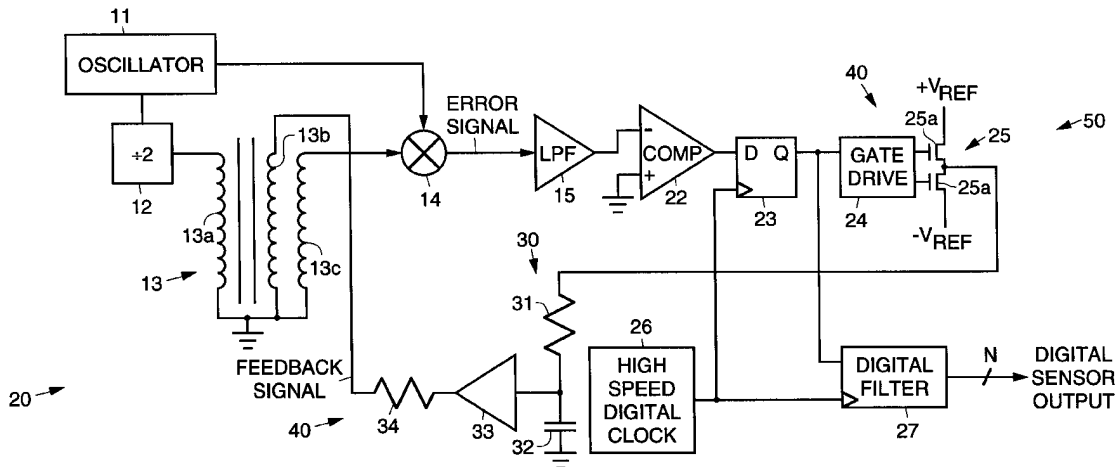 11
OSCILLATOR
÷2
12
13a
13
13b
13c
14
ERROR
SIGNAL
LPF
15
-
COMP
+
22
D Q
23
40
GATE
DRIVE
24
+VREF
25a
25
25a
-VREF
50
30
31
26
HIGH
SPEED
DIGITAL
CLOCK
DIGITAL
FILTER
27
N
DIGITAL
SENSOR
OUTPUT
FEEDBACK
SIGNAL
20
34
40
33
32